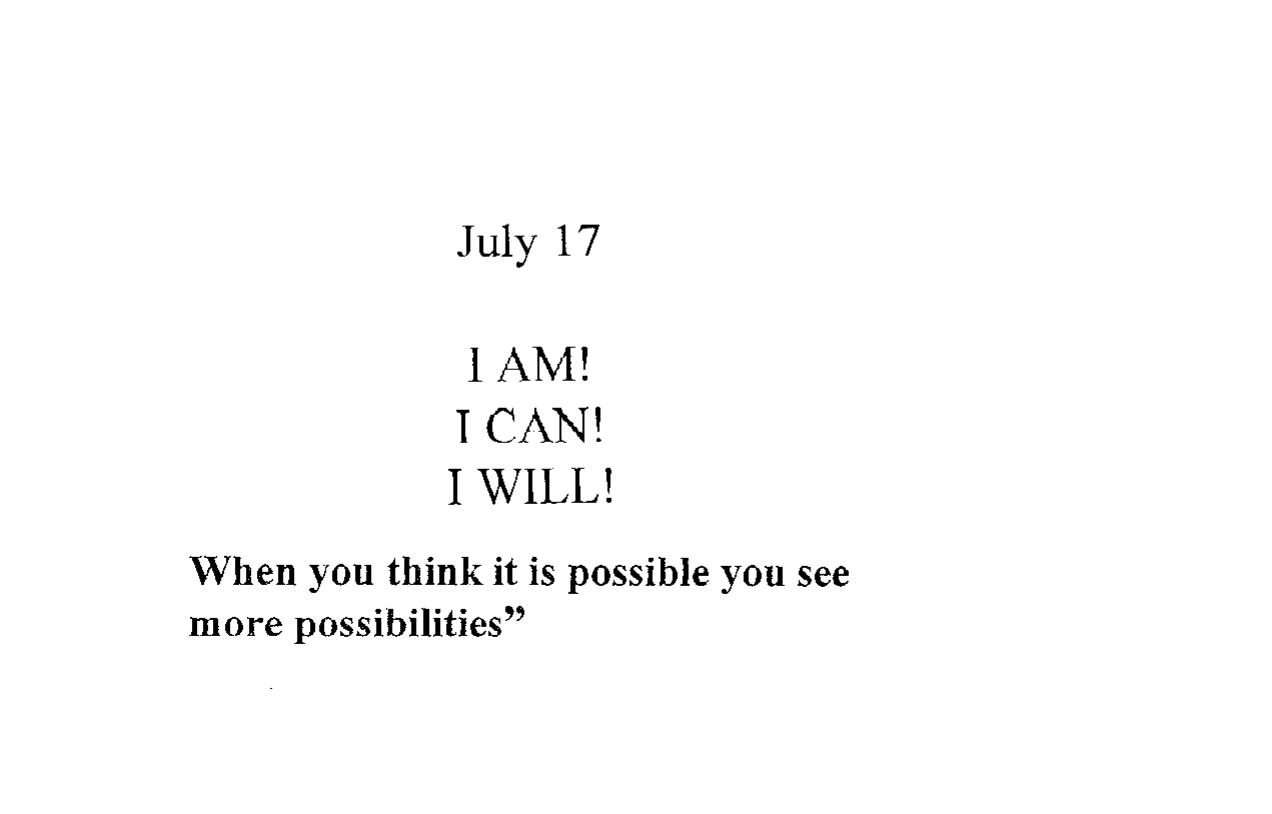 July 17
I AM!
I CAN!
I WILL!
When you think it is possible you see
more possibilities”